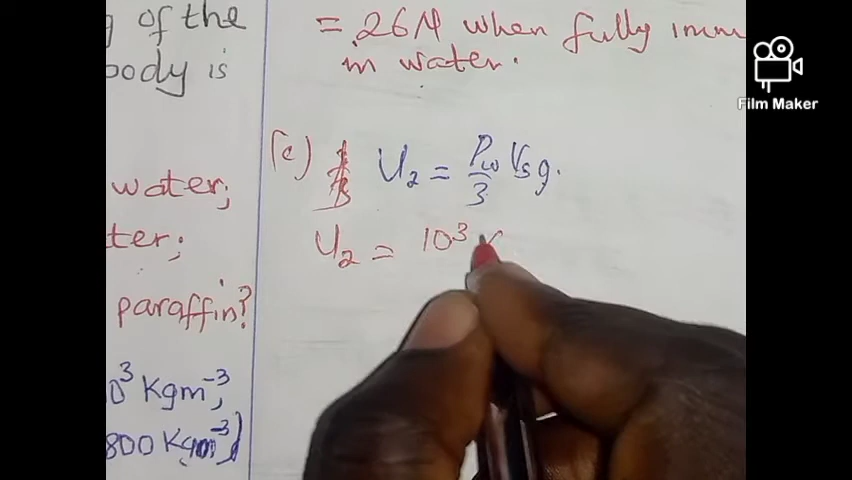 of the
body is
water;
ter;
paraffin?
0³ Kgm⁻³,
800 Kgm⁻³)
= 26N when fully imm
in water.
(c) U₂ = ρw/3 Vs g.
U₂ = 10³ ×
Film Maker